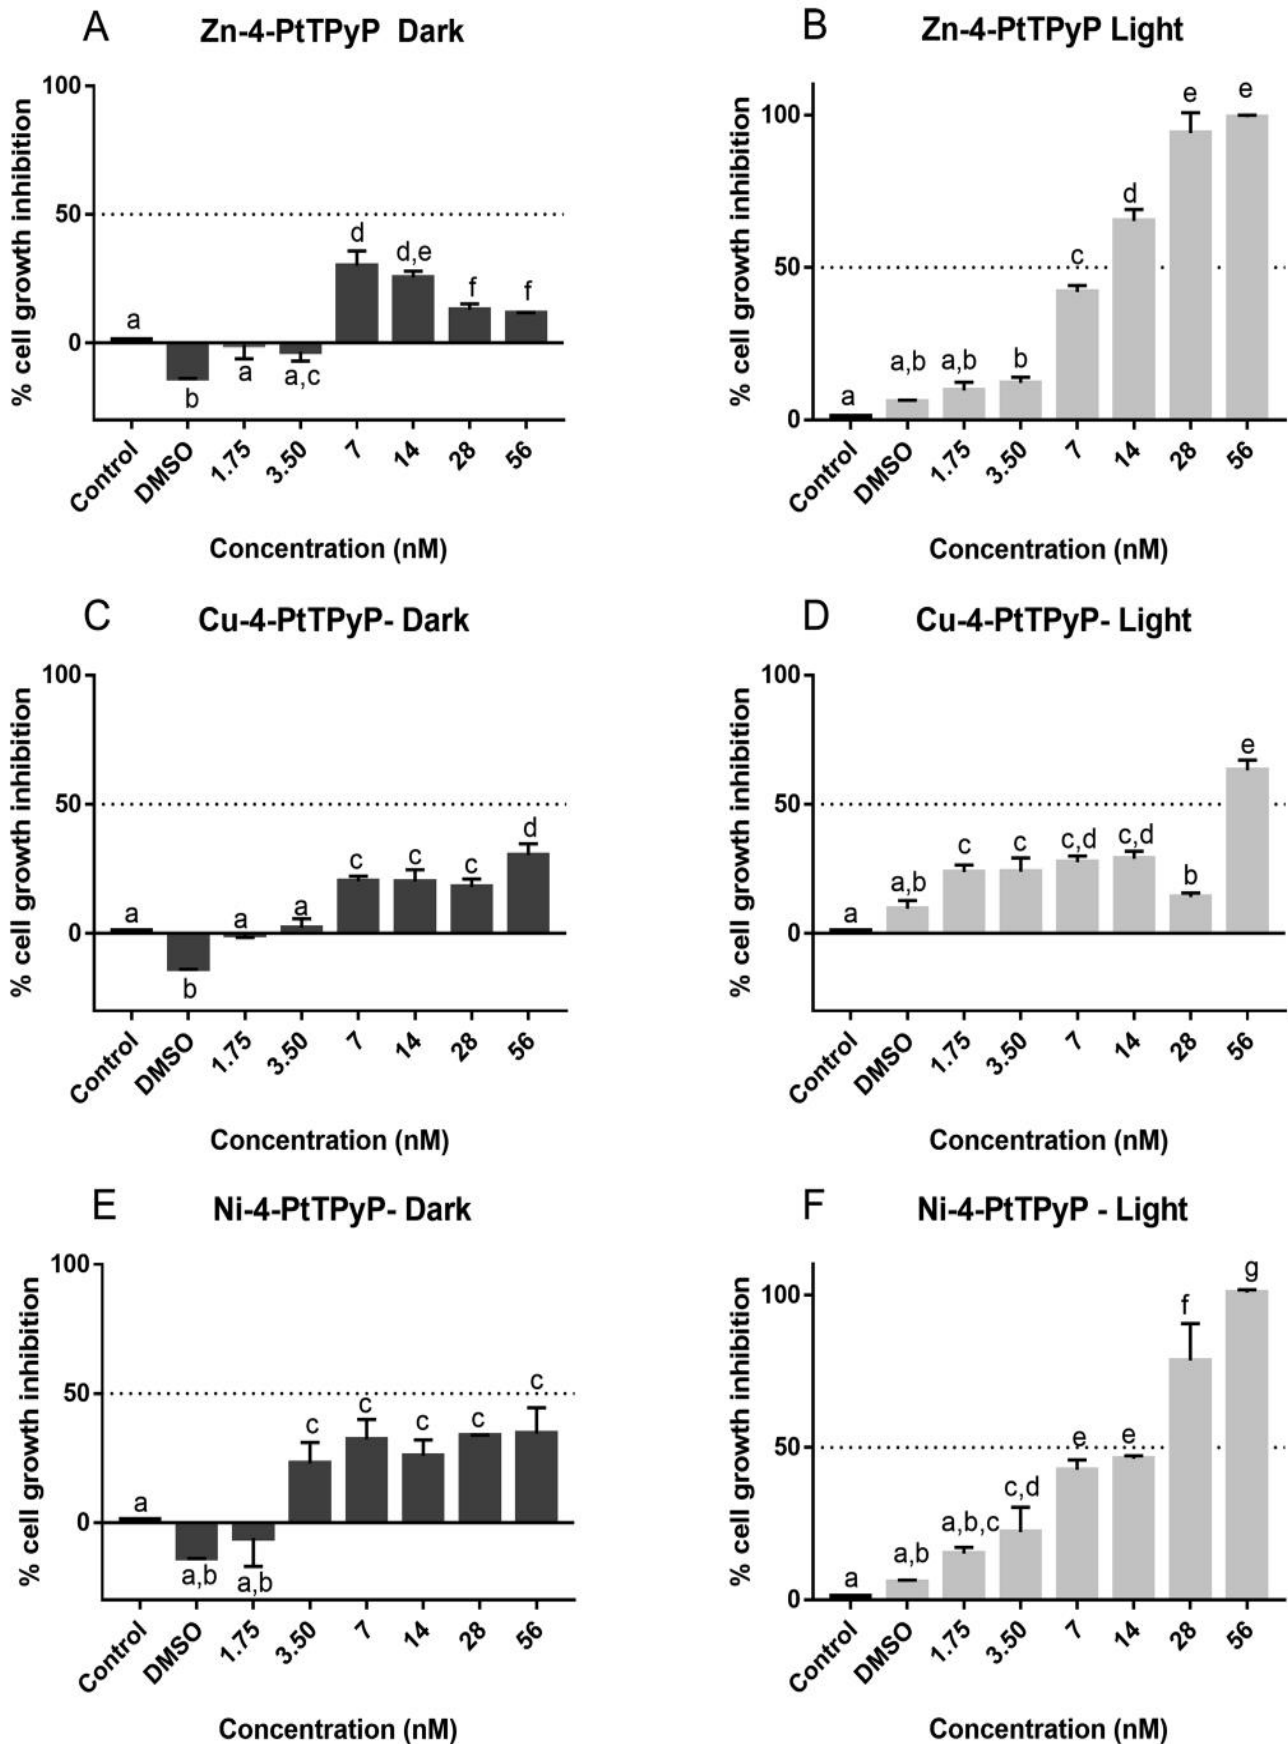 A
Zn-4-PtTPyP Dark
% cell growth inhibition
100
50
0
a
b
a
a,c
d
d,e
f
f
Control
DMSO
1.75
3.50
7
14
28
56
Concentration (nM)
B
Zn-4-PtTPyP Light
% cell growth inhibition
100
50
0
a
a,b
a,b
b
c
d
e
e
Control
DMSO
1.75
3.50
7
14
28
56
Concentration (nM)
C
Cu-4-PtTPyP- Dark
% cell growth inhibition
100
50
0
a
b
a
a
c
c
c
d
Control
DMSO
1.75
3.50
7
14
28
56
Concentration (nM)
D
Cu-4-PtTPyP- Light
% cell growth inhibition
100
50
0
a
a,b
c
c
c,d
c,d
b
e
Control
DMSO
1.75
3.50
7
14
28
56
Concentration (nM)
E
Ni-4-PtTPyP- Dark
% cell growth inhibition
100
50
0
a
a,b
a,b
c
c
c
c
c
Control
DMSO
1.75
3.50
7
14
28
56
Concentration (nM)
F
Ni-4-PtTPyP - Light
% cell growth inhibition
100
50
0
a
a,b
a,b,c
c,d
e
e
f
g
Control
DMSO
1.75
3.50
7
14
28
56
Concentration (nM)